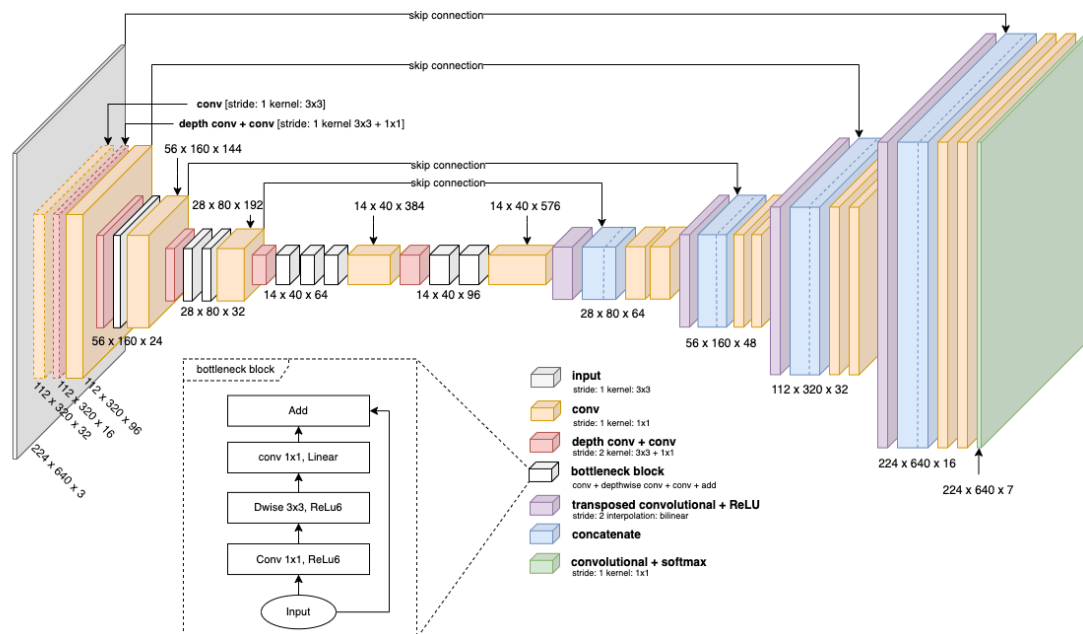 skip connection
skip connection
conv [stride: 1 kernel: 3x3]
depth conv + conv [stride: 1 kernel 3x3 + 1x1]
56 x 160 x 144
skip connection
skip connection
28 x 80 x 192
14 x 40 x 384
14 x 40 x 576
14 x 40 x 64
14 x 40 x 96
28 x 80 x 32
28 x 80 x 64
56 x 160 x 24
56 x 160 x 48
112 x 320 x 32
112 x 320 x 16
112 x 320 x 96
112 x 320 x 32
224 x 640 x 3
224 x 640 x 16
224 x 640 x 7
bottleneck block
Add
conv 1x1, Linear
Dwise 3x3, ReLu6
Conv 1x1, ReLu6
Input
input
stride: 1 kernel: 3x3
conv
stride: 1 kernel: 1x1
depth conv + conv
stride: 2 kernel: 3x3 + 1x1
bottleneck block
conv + depthwise conv + conv + add
transposed convolutional + ReLU
stride: 2 interpolation: bilinear
concatenate
convolutional + softmax
stride: 1 kernel: 1x1